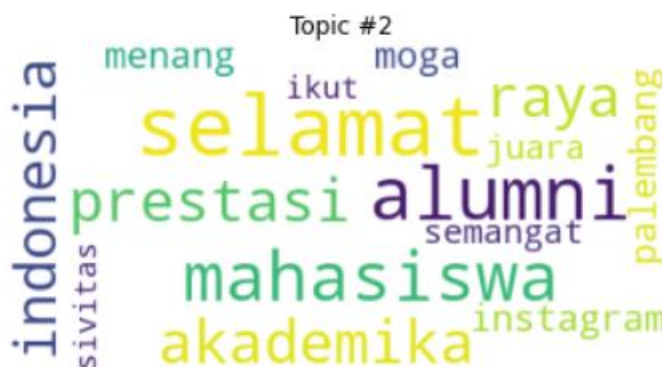 Topic #2
menang
moga
ikut
selamat
raya
juara
indonesia
palembang
prestasi
alumni
semangat
sivitas
mahasiswa
instagram
akademika